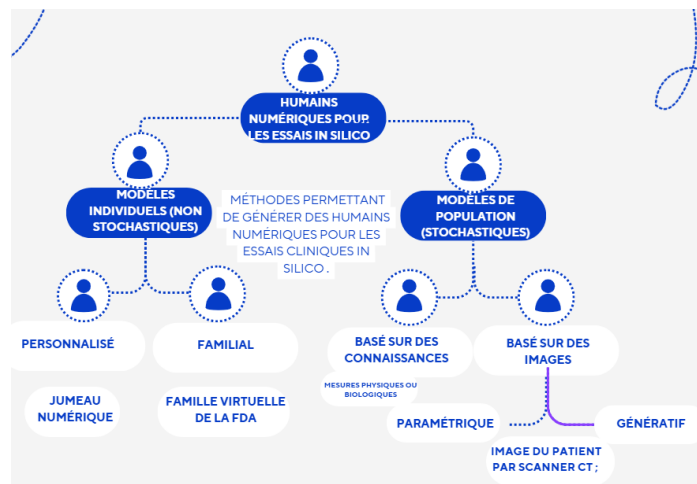 HUMAINS
NUMÉRIQUES POUR
LES ESSAIS IN SILICO
MODÈLES
INDIVIDUELS (NON
STOCHASTIQUES)
MÉTHODES PERMETTANT
DE GÉNÉRER DES HUMAINS
NUMÉRIQUES POUR LES
ESSAIS CLINIQUES IN
SILICO .
MODÈLES DE
POPULATION
(STOCHASTIQUES)
PERSONNALISÉ
FAMILIAL
BASÉ SUR DES
CONNAISSANCES
BASÉ SUR DES
IMAGES
JUMEAU
NUMÉRIQUE
FAMILLE VIRTUELLE
DE LA FDA
MESURES PHYSIQUES OU
BIOLOGIQUES
PARAMÉTRIQUE
GÉNÉRATIF
IMAGE DU PATIENT
PAR SCANNER CT ;